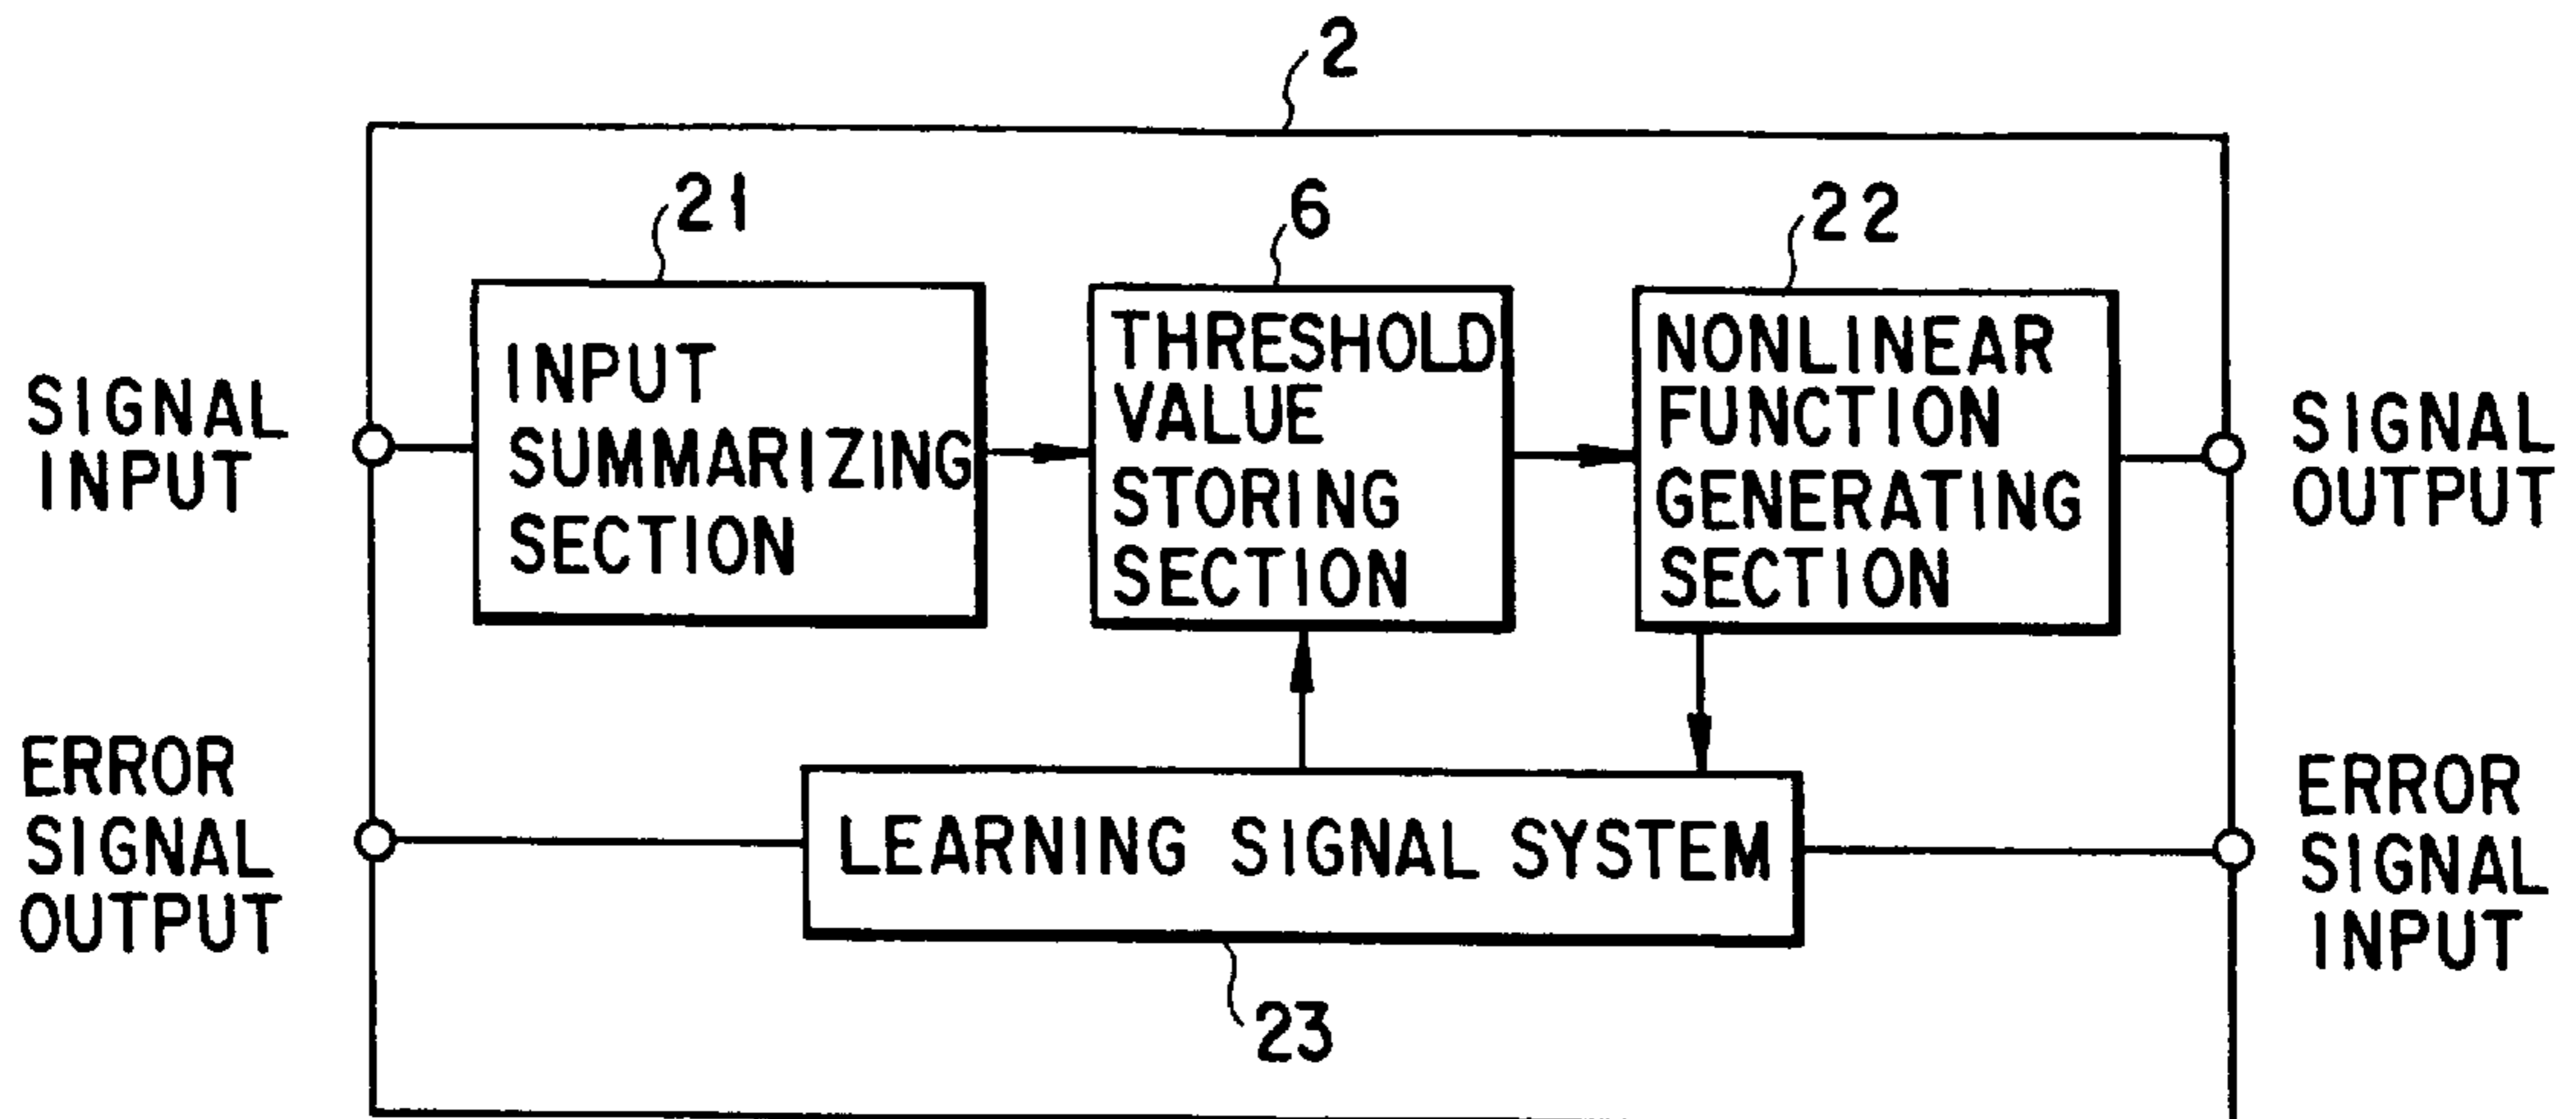 2
21
6
22
INPUT
SUMMARIZING
SECTION
THRESHOLD
VALUE
STORING
SECTION
NONLINEAR
FUNCTION
GENERATING
SECTION
SIGNAL
INPUT
SIGNAL
OUTPUT
ERROR
SIGNAL
OUTPUT
LEARNING SIGNAL SYSTEM
ERROR
SIGNAL
INPUT
23